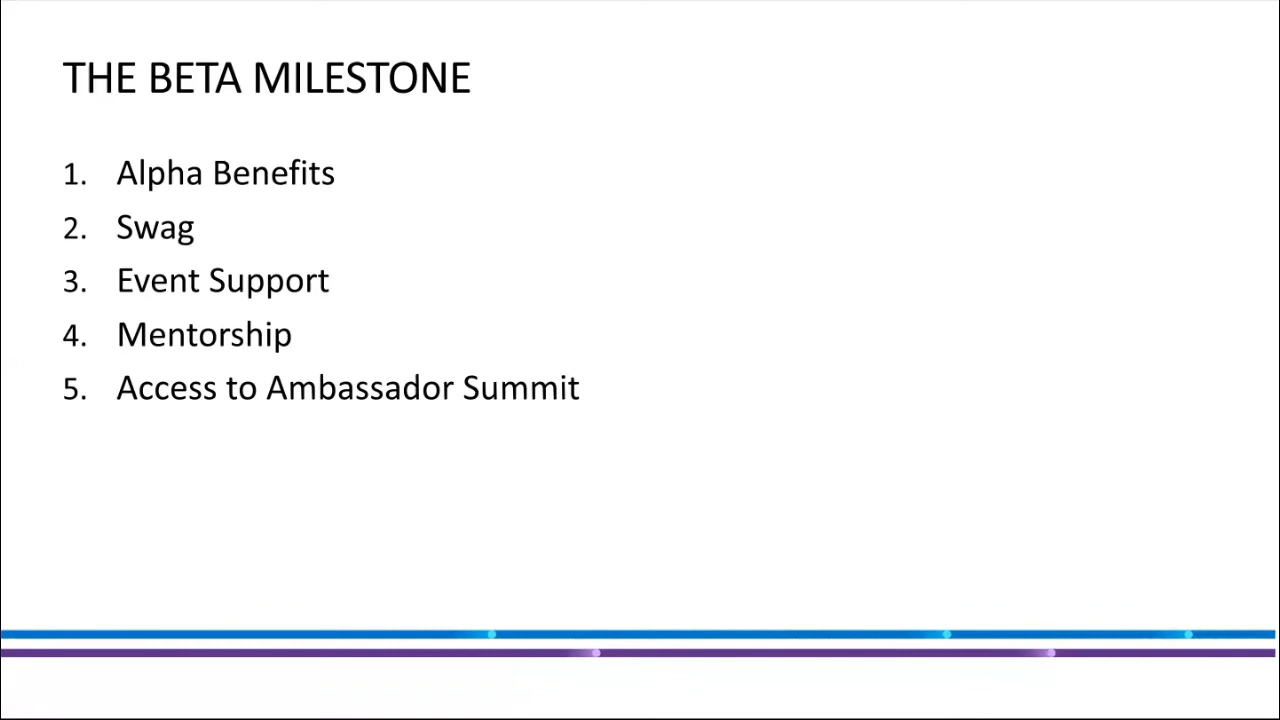 THE BETA MILESTONE
1. Alpha Benefits
2. Swag
3. Event Support
4. Mentorship
5. Access to Ambassador Summit